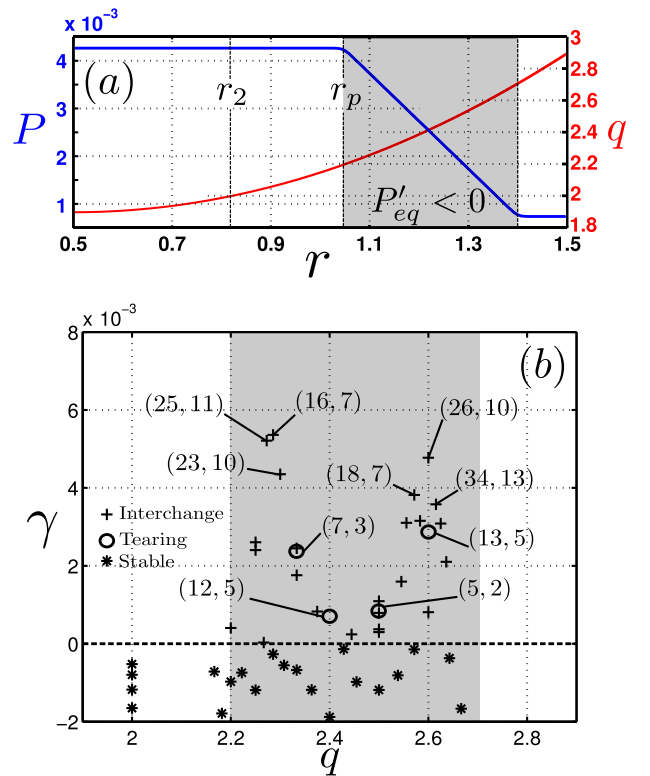 x 10⁻³
(a)
P
q
4
3
2
1
3
2.8
2.6
2.4
2.2
2
1.8
r₂
r_p
P′_eq < 0
0.5 0.7 0.9 1.1 1.3 1.5
r
x 10⁻³
(b)
γ
8
6
4
2
0
−2
(25, 11)
(16, 7)
(26, 10)
(23, 10)
(18, 7)
(34, 13)
(7, 3)
(13, 5)
(12, 5)
(5, 2)
Interchange
Tearing
Stable
2 2.2 2.4 2.6 2.8
q